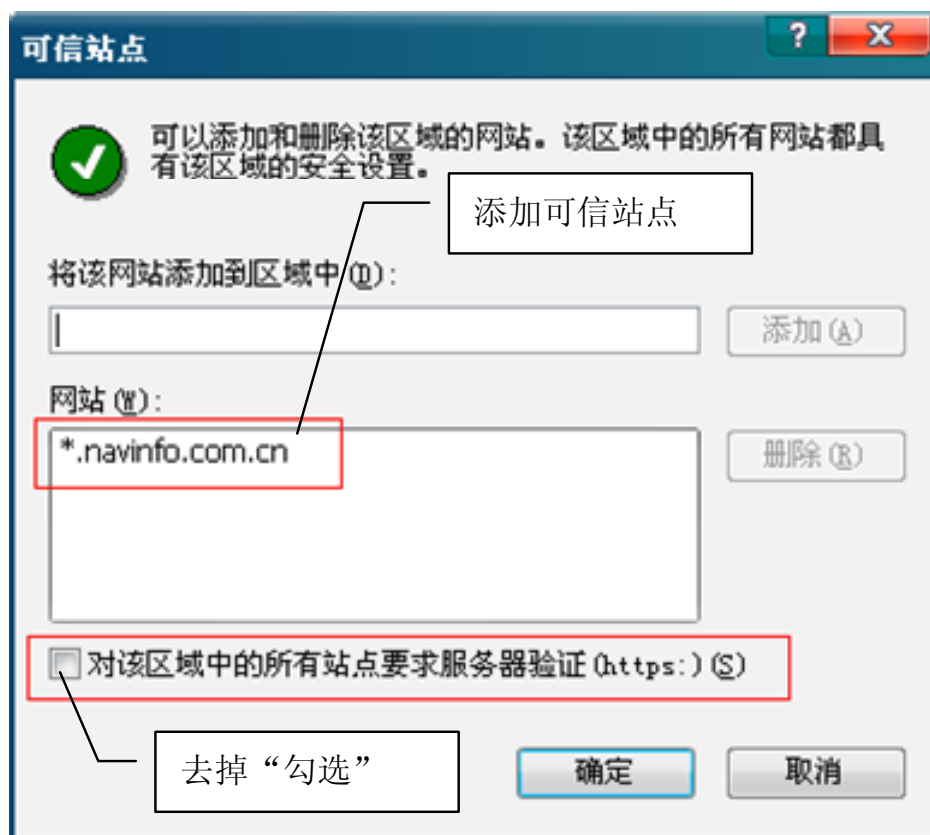 可信站点
?
可以添加和删除该区域的网站。该区域中的所有网站都具
有该区域的安全设置。
添加可信站点
将该网站添加到区域中(D):
添加(A)
网站(W):
*.navinfo.com.cn
删除(R)
对该区域中的所有站点要求服务器验证(https:)(S)
去掉“勾选”
确定
取消